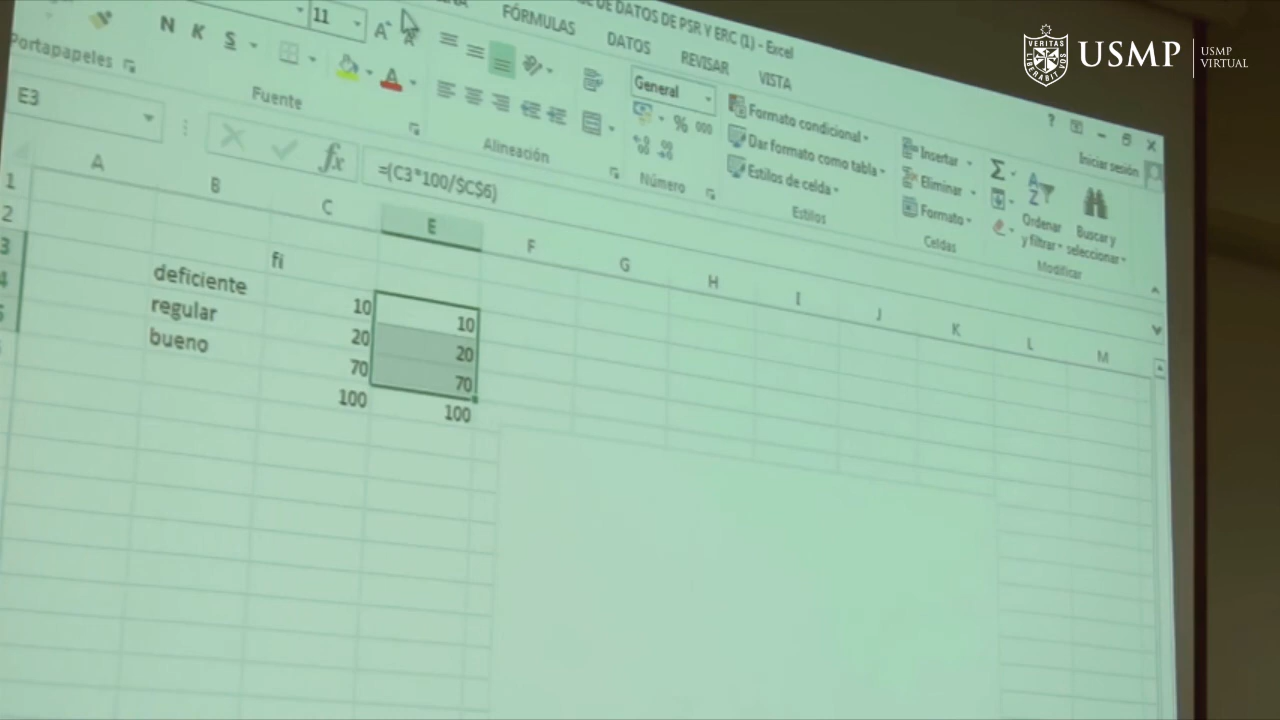 DE DATOS DE PSR Y ERC (1) - Excel
FÓRMULAS DATOS REVISAR VISTA
11
N K S
Portapapeles
Fuente
Alineación
General
% 000
Número
Formato condicional
Dar formato como tabla
Estilos de celda
Estilos
Insertar
Eliminar
Formato
Celdas
Σ
Ordenar y filtrar
Buscar y seleccionar
Modificar
Iniciar sesión
E3
fx
=(C3*100/$C$6)
A B C E F G H I J K L M
1
2 fi
3 deficiente 10 10
4 regular 20 20
5 bueno 70 70
100 100
VERITAS
LIBERABIT VOS
USMP
USMP
VIRTUAL